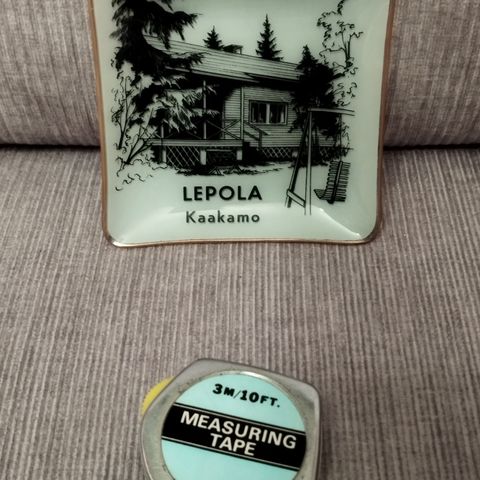 LEPOLA
Kaakamo
3M/10FT.
MEASURING
TAPE